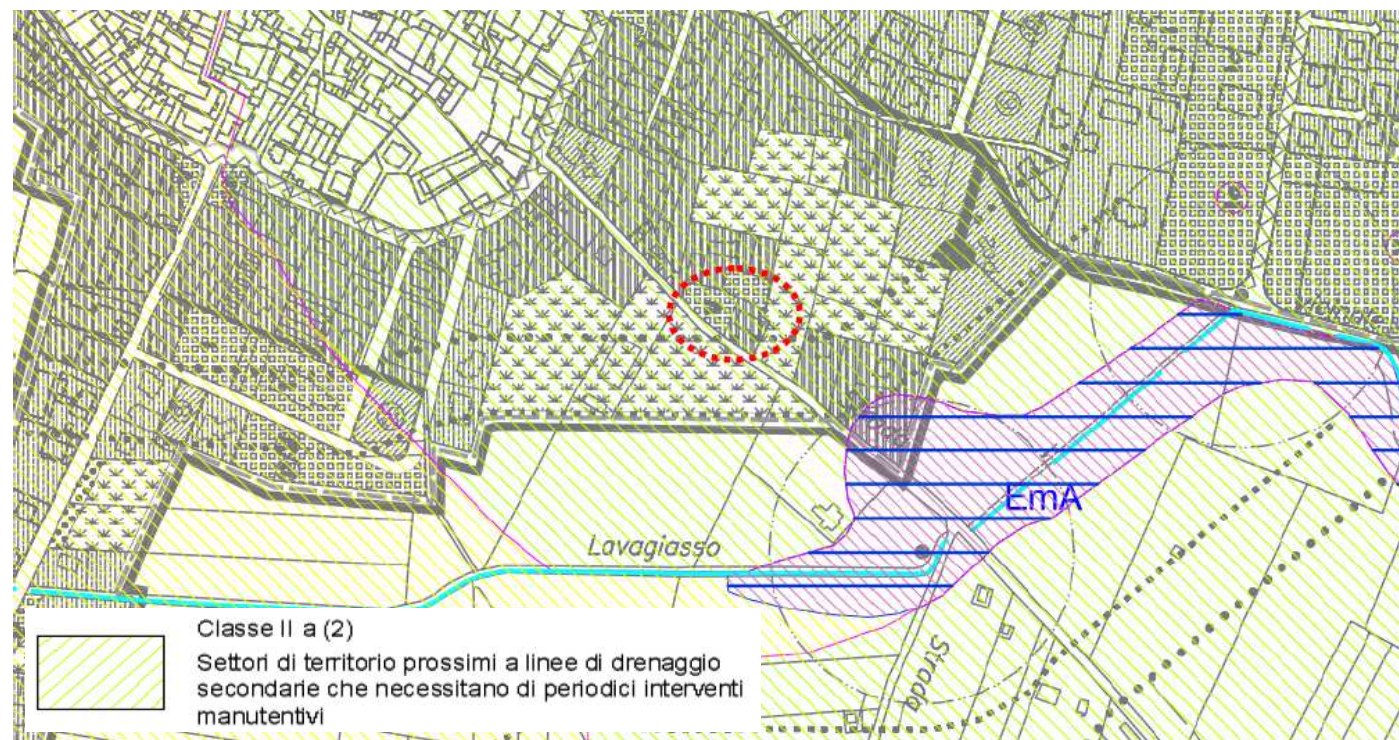 EmA
Lavagiasso
Strada
Classe II a (2)
Settori di territorio prossimi a linee di drenaggio
secondarie che necessitano di periodici interventi
manutentivi